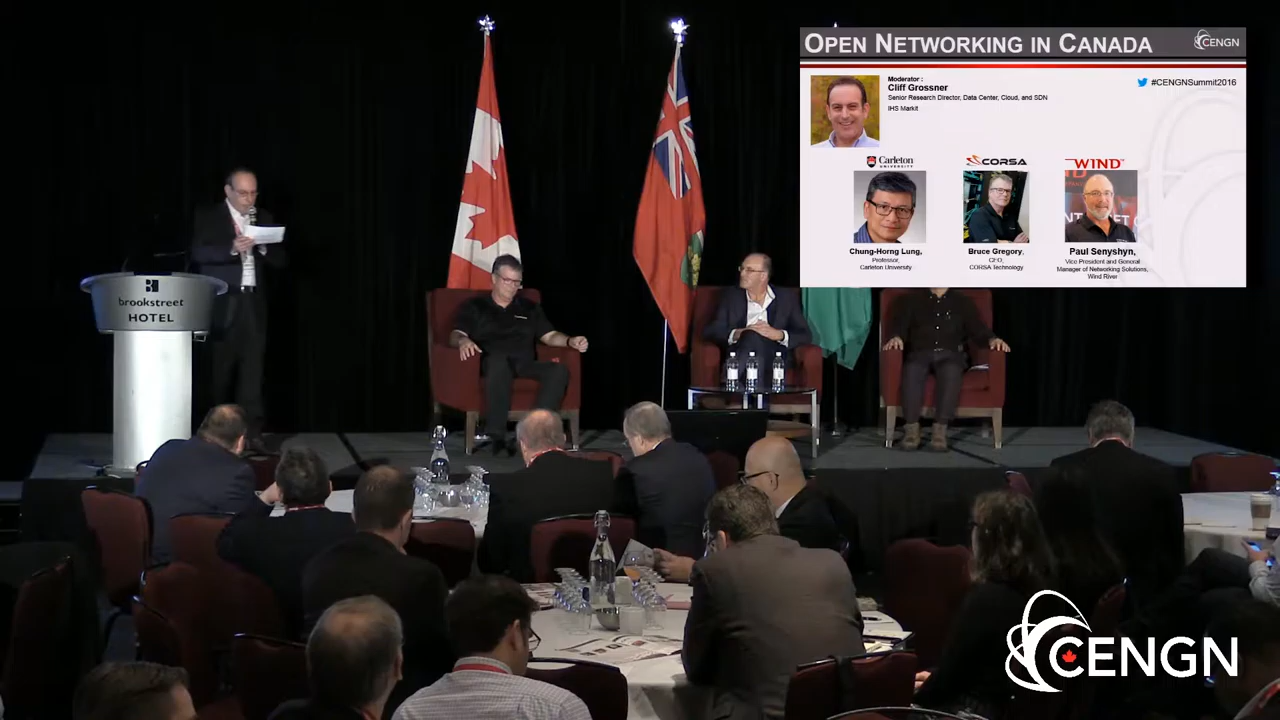 OPEN NETWORKING IN CANADA
CENGN
Moderator :
Cliff Grossner
Senior Research Director, Data Center, Cloud, and SDN
IHS Markit
#CENGNSummit2016
Carleton
UNIVERSITY
CORSA
WIND
Chung-Horng Lung,
Professor,
Carleton University
Bruce Gregory,
CEO,
CORSA Technology
Paul Senyshyn,
Vice President and General
Manager of Networking Solutions,
Wind River
brookstreet
HOTEL
CENGN